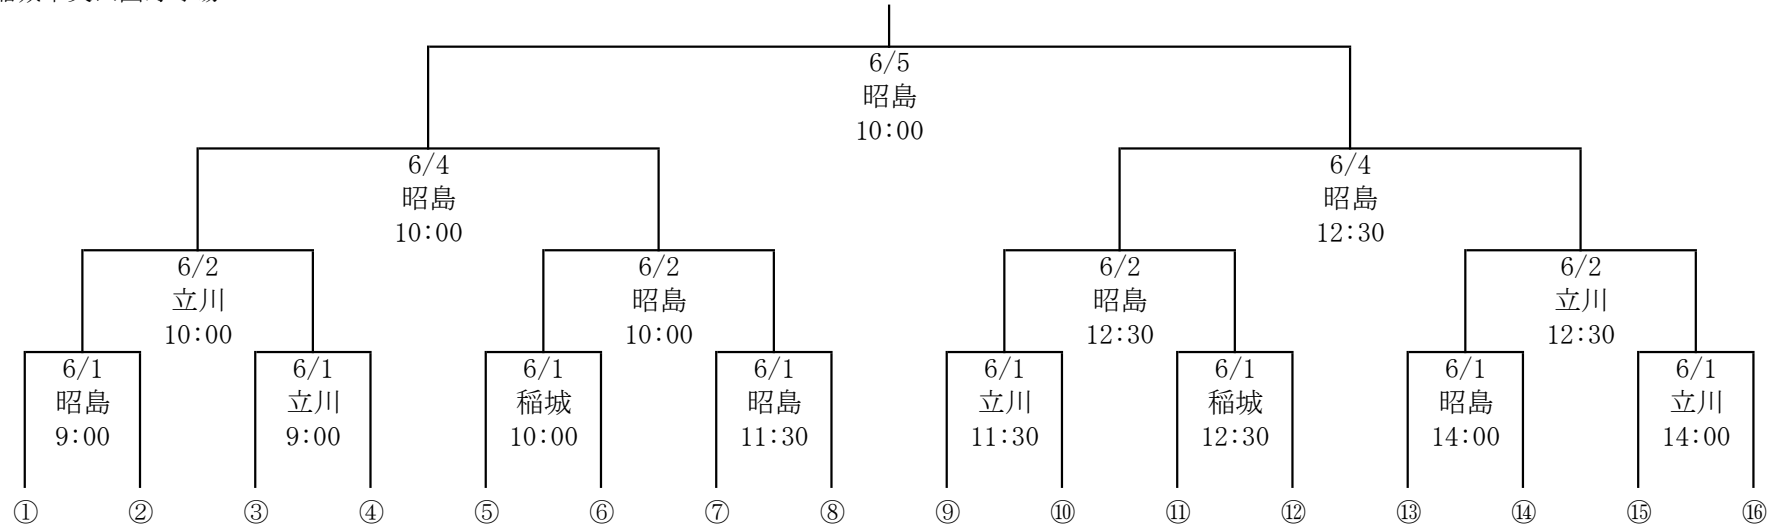 6/5
昭島
10:00
6/4
昭島
10:00
6/4
昭島
12:30
6/2
立川
10:00
6/2
昭島
10:00
6/2
昭島
12:30
6/2
立川
12:30
6/1
昭島
9:00
6/1
立川
9:00
6/1
稲城
10:00
6/1
昭島
11:30
6/1
立川
11:30
6/1
稲城
12:30
6/1
昭島
14:00
6/1
立川
14:00
① ② ③ ④ ⑤ ⑥ ⑦ ⑧ ⑨ ⑩ ⑪ ⑫ ⑬ ⑭ ⑮ ⑯